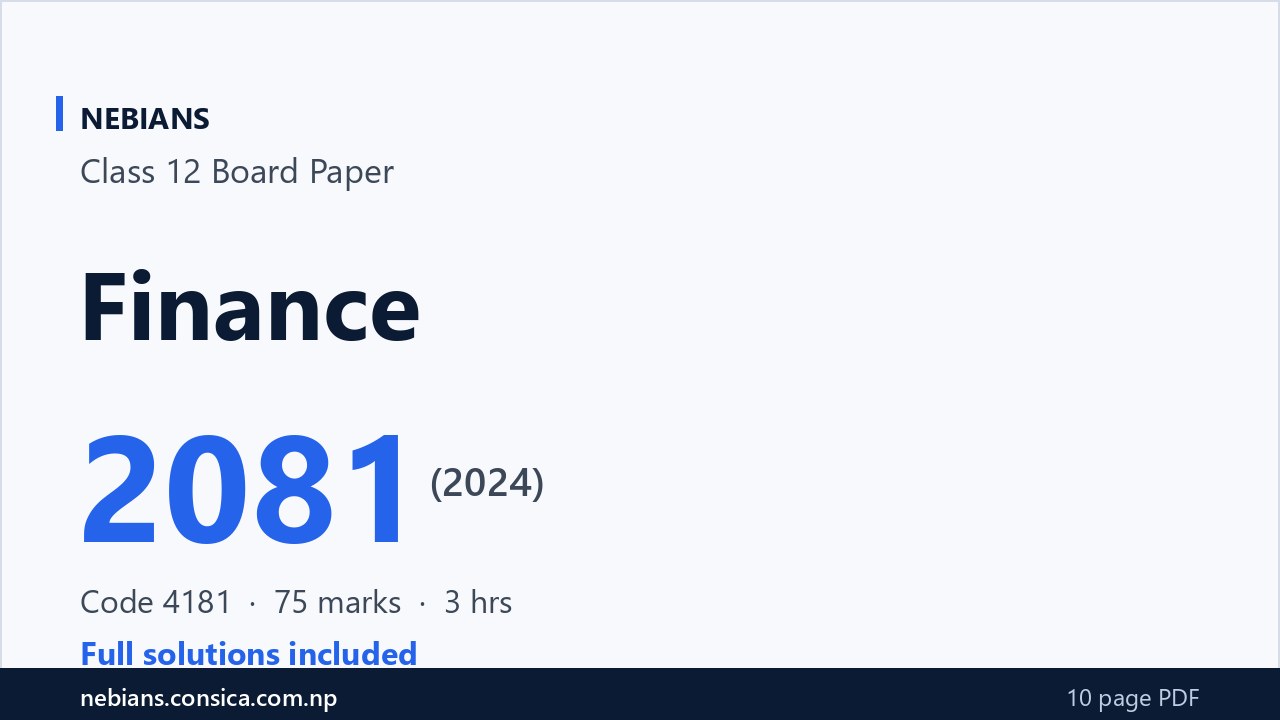 NEBIANS
Class 12 Board Paper
Finance
2081 (2024)
Code 4181 · 75 marks · 3 hrs
Full solutions included
nebians.consica.com.np
10 page PDF